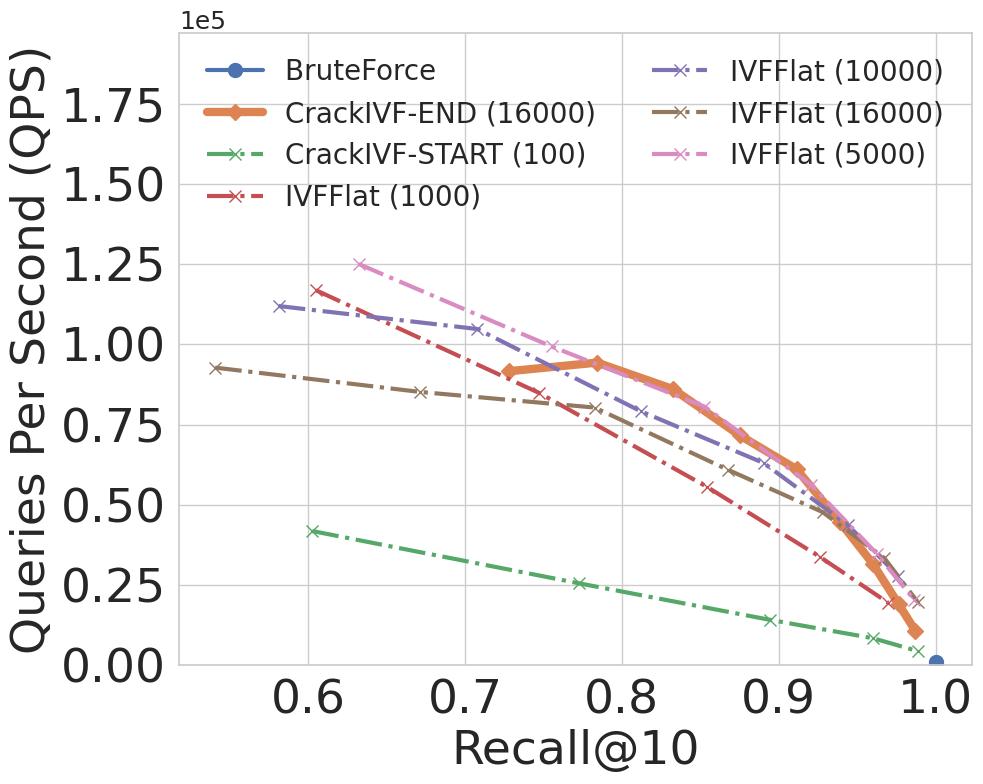 1e5
BruteForce
CrackIVF-END (16000)
CrackIVF-START (100)
IVFFlat (1000)
IVFFlat (10000)
IVFFlat (16000)
IVFFlat (5000)
Queries Per Second (QPS)
1.75
1.50
1.25
1.00
0.75
0.50
0.25
0.00
0.6 0.7 0.8 0.9 1.0
Recall@10